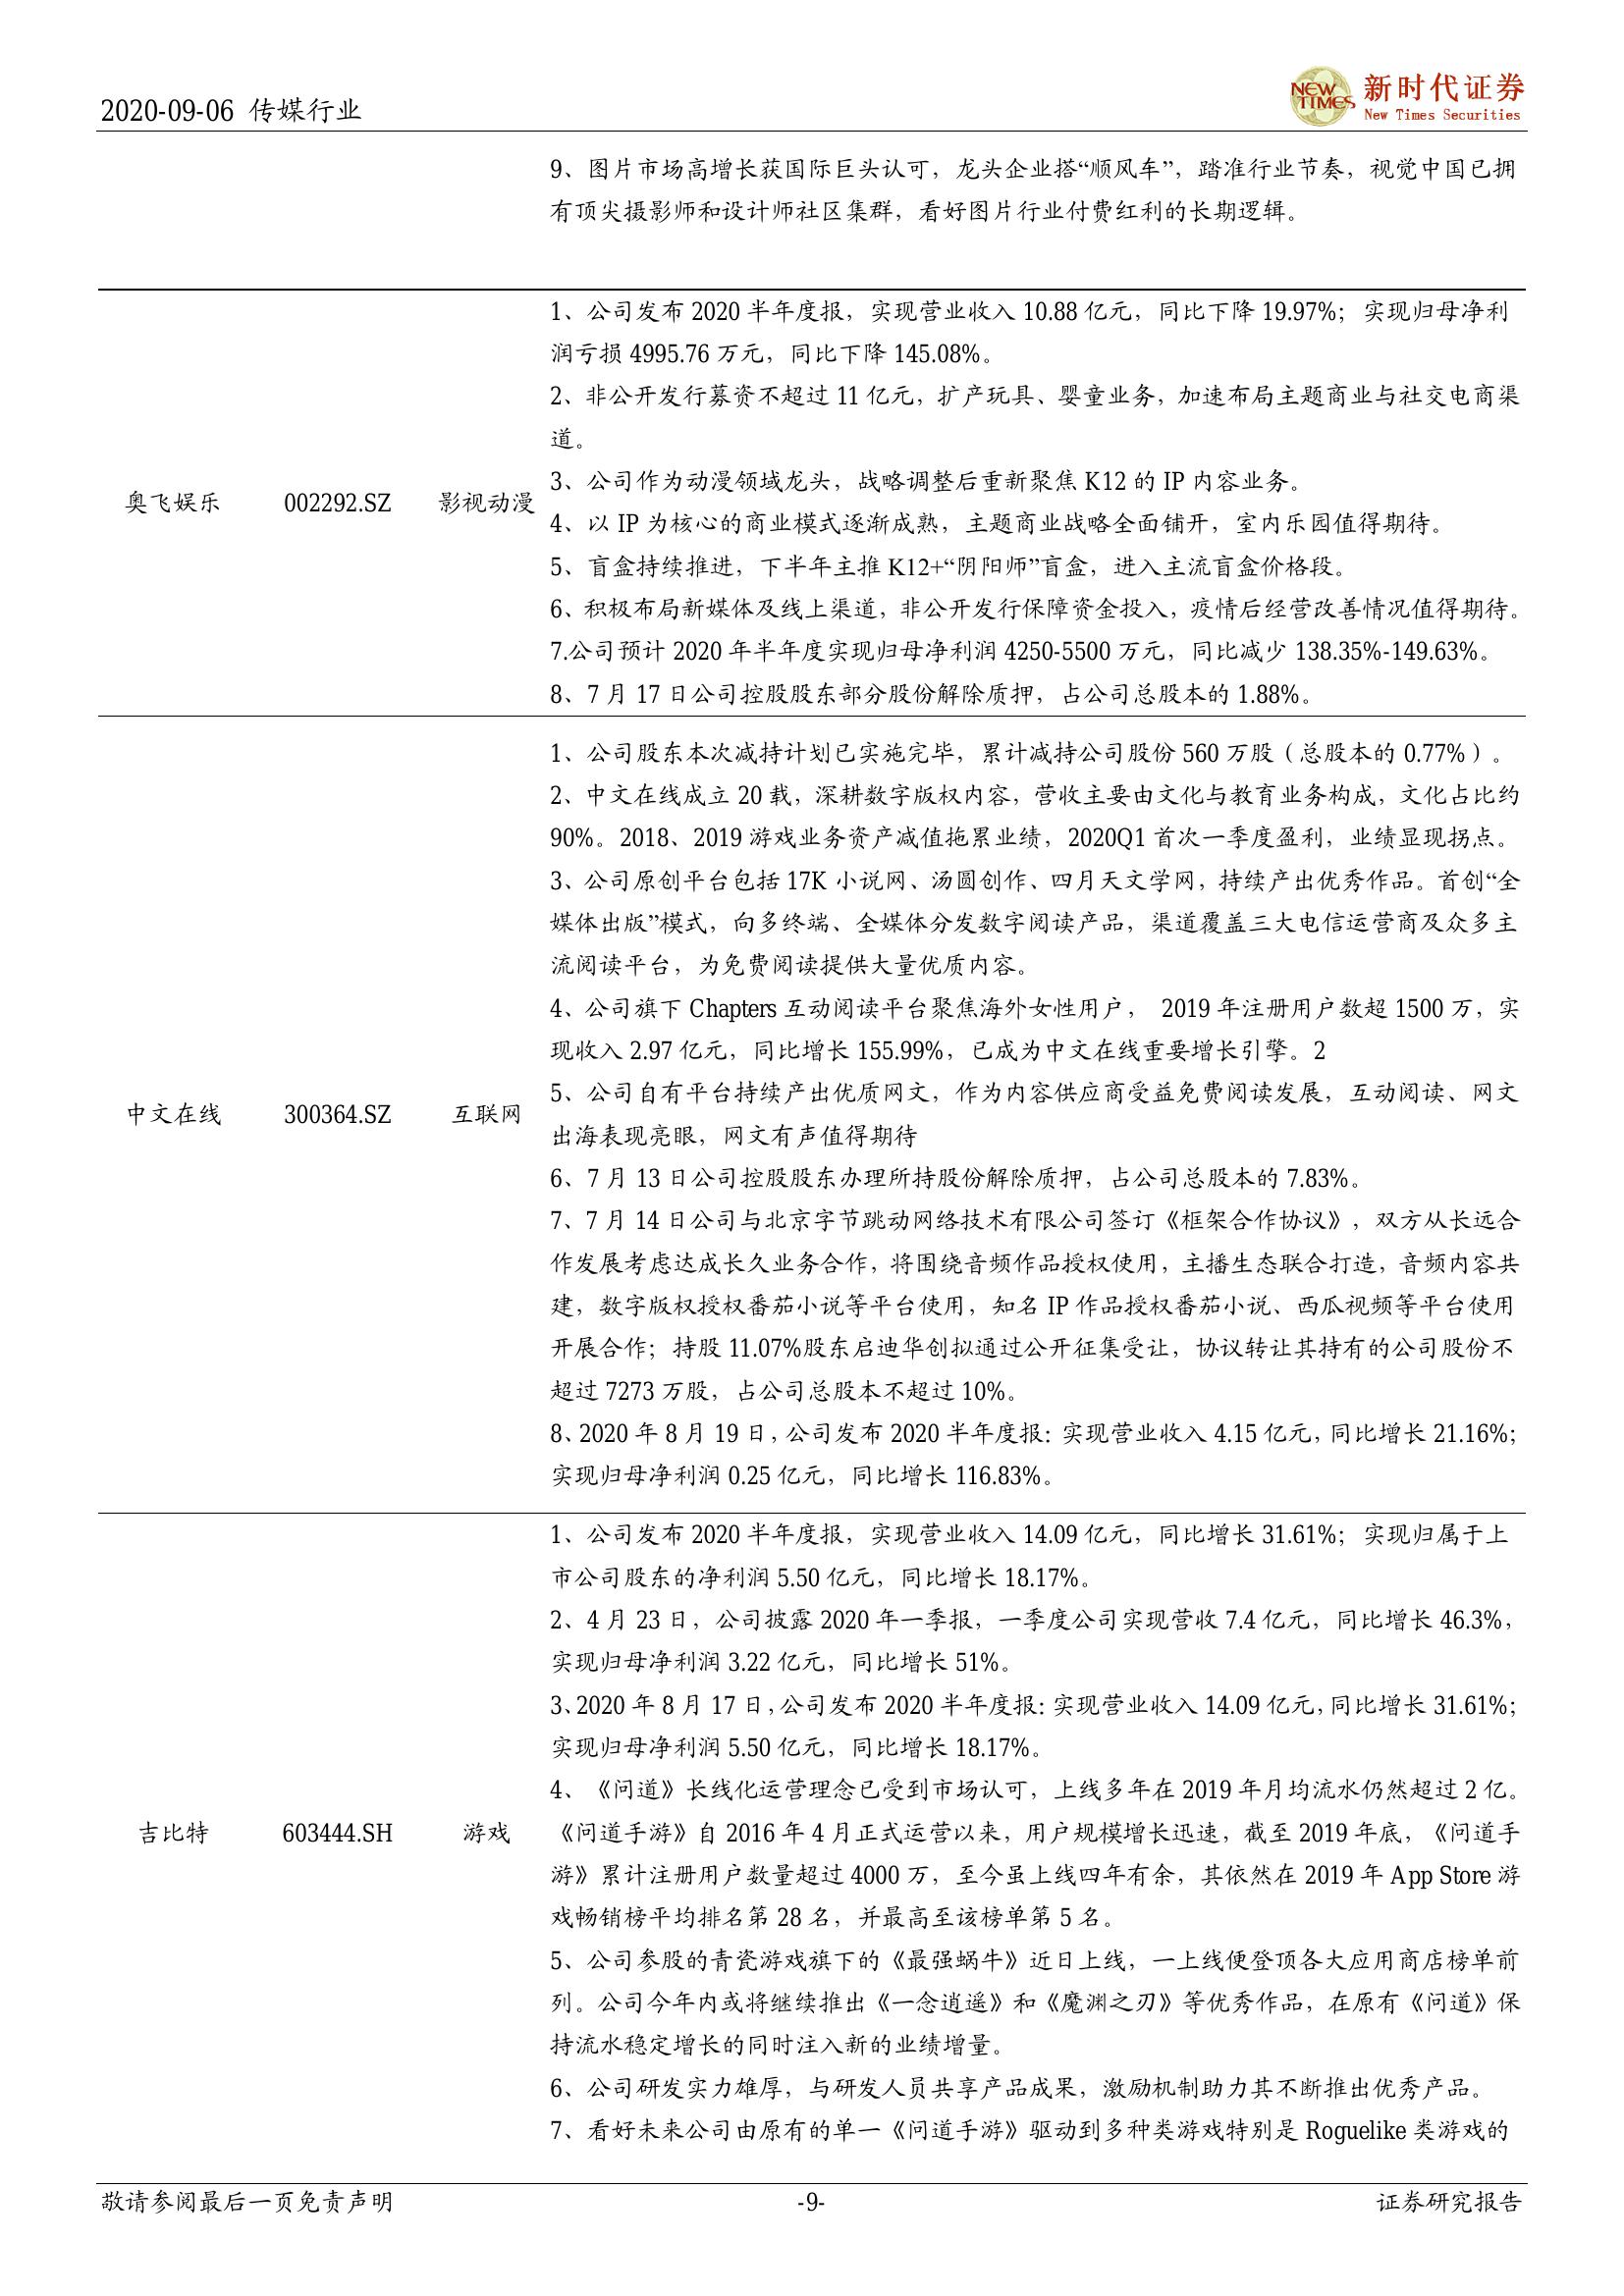 2020-09-06 传媒行业
NEW TIMES 新时代证券
New Times Securities
9、图片市场高增长获国际巨头认可，龙头企业搭“顺风车”，踏准行业节奏，视觉中国已拥
有顶尖摄影师和设计师社区集群，看好图片行业付费红利的长期逻辑。
奥飞娱乐 002292.SZ 影视动漫
1、公司发布 2020 半年度报，实现营业收入 10.88 亿元，同比下降 19.97%；实现归母净利
润亏损 4995.76 万元，同比下降 145.08%。
2、非公开发行募资不超过 11 亿元，扩产玩具、婴童业务，加速布局主题商业与社交电商渠
道。
3、公司作为动漫领域龙头，战略调整后重新聚焦 K12 的 IP 内容业务。
4、以 IP 为核心的商业模式逐渐成熟，主题商业战略全面铺开，室内乐园值得期待。
5、盲盒持续推进，下半年主推 K12+“阴阳师”盲盒，进入主流盲盒价格段。
6、积极布局新媒体及线上渠道，非公开发行保障资金投入，疫情后经营改善情况值得期待。
7.公司预计 2020 年半年度实现归母净利润 4250-5500 万元，同比减少 138.35%-149.63%。
8、7 月 17 日公司控股股东部分股份解除质押，占公司总股本的 1.88%。
中文在线 300364.SZ 互联网
1、公司股东本次减持计划已实施完毕，累计减持公司股份 560 万股（总股本的 0.77%）。
2、中文在线成立 20 载，深耕数字版权内容，营收主要由文化与教育业务构成，文化占比约
90%。2018、2019 游戏业务资产减值拖累业绩，2020Q1 首次一季度盈利，业绩显现拐点。
3、公司原创平台包括 17K 小说网、汤圆创作、四月天文学网，持续产出优秀作品。首创“全
媒体出版”模式，向多终端、全媒体分发数字阅读产品，渠道覆盖三大电信运营商及众多主
流阅读平台，为免费阅读提供大量优质内容。
4、公司旗下 Chapters 互动阅读平台聚焦海外女性用户， 2019 年注册用户数超 1500 万，实
现收入 2.97 亿元，同比增长 155.99%，已成为中文在线重要增长引擎。2
5、公司自有平台持续产出优质网文，作为内容供应商受益免费阅读发展，互动阅读、网文
出海表现亮眼，网文有声值得期待
6、7 月 13 日公司控股股东办理所持股份解除质押，占公司总股本的 7.83%。
7、7 月 14 日公司与北京字节跳动网络技术有限公司签订《框架合作协议》，双方从长远合
作发展考虑达成长久业务合作，将围绕音频作品授权使用，主播生态联合打造，音频内容共
建，数字版权授权番茄小说等平台使用，知名 IP 作品授权番茄小说、西瓜视频等平台使用
开展合作；持股 11.07%股东启迪华创拟通过公开征集受让，协议转让其持有的公司股份不
超过 7273 万股，占公司总股本不超过 10%。
8、2020 年 8 月 19 日，公司发布 2020 半年度报：实现营业收入 4.15 亿元，同比增长 21.16%；
实现归母净利润 0.25 亿元，同比增长 116.83%。
吉比特 603444.SH 游戏
1、公司发布 2020 半年度报，实现营业收入 14.09 亿元，同比增长 31.61%；实现归属于上
市公司股东的净利润 5.50 亿元，同比增长 18.17%。
2、4 月 23 日，公司披露 2020 年一季报，一季度公司实现营收 7.4 亿元，同比增长 46.3%，
实现归母净利润 3.22 亿元，同比增长 51%。
3、2020 年 8 月 17 日，公司发布 2020 半年度报：实现营业收入 14.09 亿元，同比增长 31.61%；
实现归母净利润 5.50 亿元，同比增长 18.17%。
4、《问道》长线化运营理念已受到市场认可，上线多年在 2019 年月均流水仍然超过 2 亿。
《问道手游》自 2016 年 4 月正式运营以来，用户规模增长迅速，截至 2019 年底，《问道手
游》累计注册用户数量超过 4000 万，至今虽上线四年有余，其依然在 2019 年 App Store 游
戏畅销榜平均排名第 28 名，并最高至该榜单第 5 名。
5、公司参股的青瓷游戏旗下的《最强蜗牛》近日上线，一上线便登顶各大应用商店榜单前
列。公司今年内或将继续推出《一念逍遥》和《魔渊之刃》等优秀作品，在原有《问道》保
持流水稳定增长的同时注入新的业绩增量。
6、公司研发实力雄厚，与研发人员共享产品成果，激励机制助力其不断推出优秀产品。
7、看好未来公司由原有的单一《问道手游》驱动到多种类游戏特别是 Roguelike 类游戏的
敬请参阅最后一页免责声明 -9- 证券研究报告